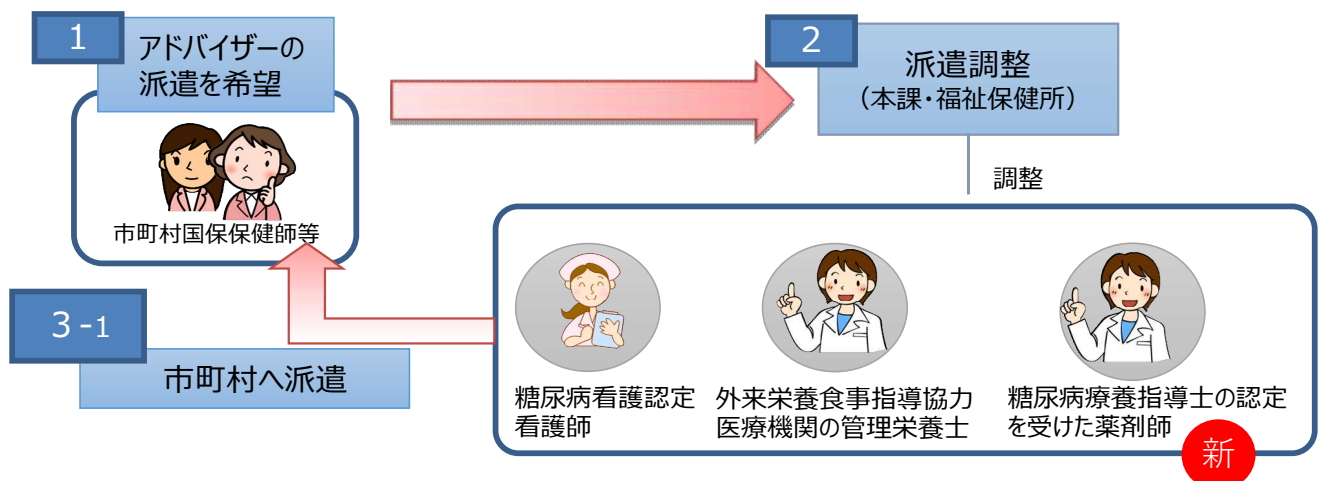 1
アドバイザーの
派遣を希望
市町村国保保健師等
2
派遣調整
（本課・福祉保健所）
調整
3-1
市町村へ派遣
糖尿病看護認定
看護師
外来栄養食事指導協力
医療機関の管理栄養士
糖尿病療養指導士の認定
を受けた薬剤師
新